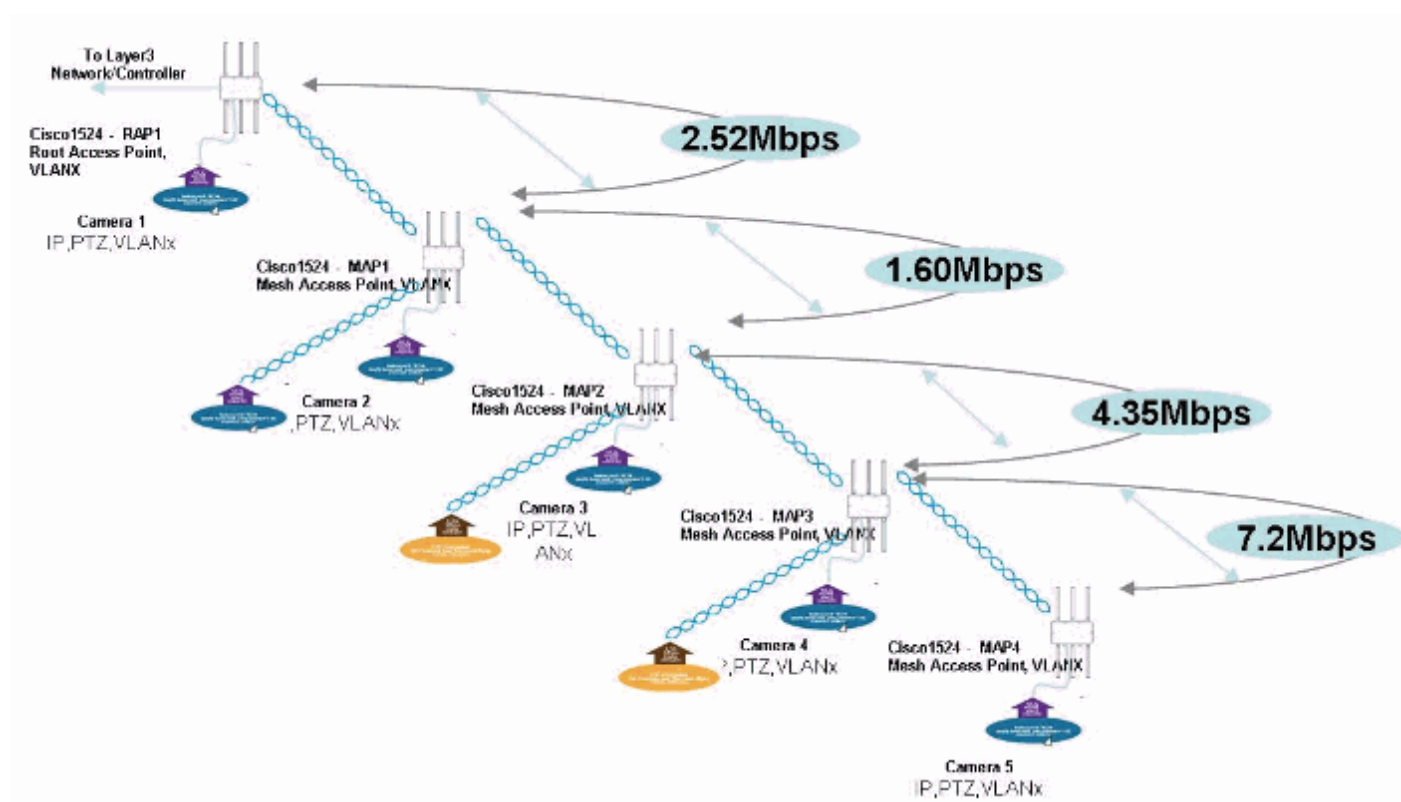 To Layer3
Network/Controller
Cisco1524 - RAP1
Root Access Point,
VLANX
Camera 1
IP,PTZ,VLANx
2.52Mbps
Cisco1524 - MAP1
Mesh Access Point, VLANX
1.60Mbps
Camera 2
,PTZ,VLANx
Cisco1524 - MAP2
Mesh Access Point, VLANX
4.35Mbps
Camera 3
IP,PTZ,VL
ANx
Cisco1524 - MAP3
Mesh Access Point, VLANX
7.2Mbps
Camera 4
,PTZ,VLANx
Cisco1524 - MAP4
Mesh Access Point, VLANX
Camera 5
IP,PTZ,VLANx